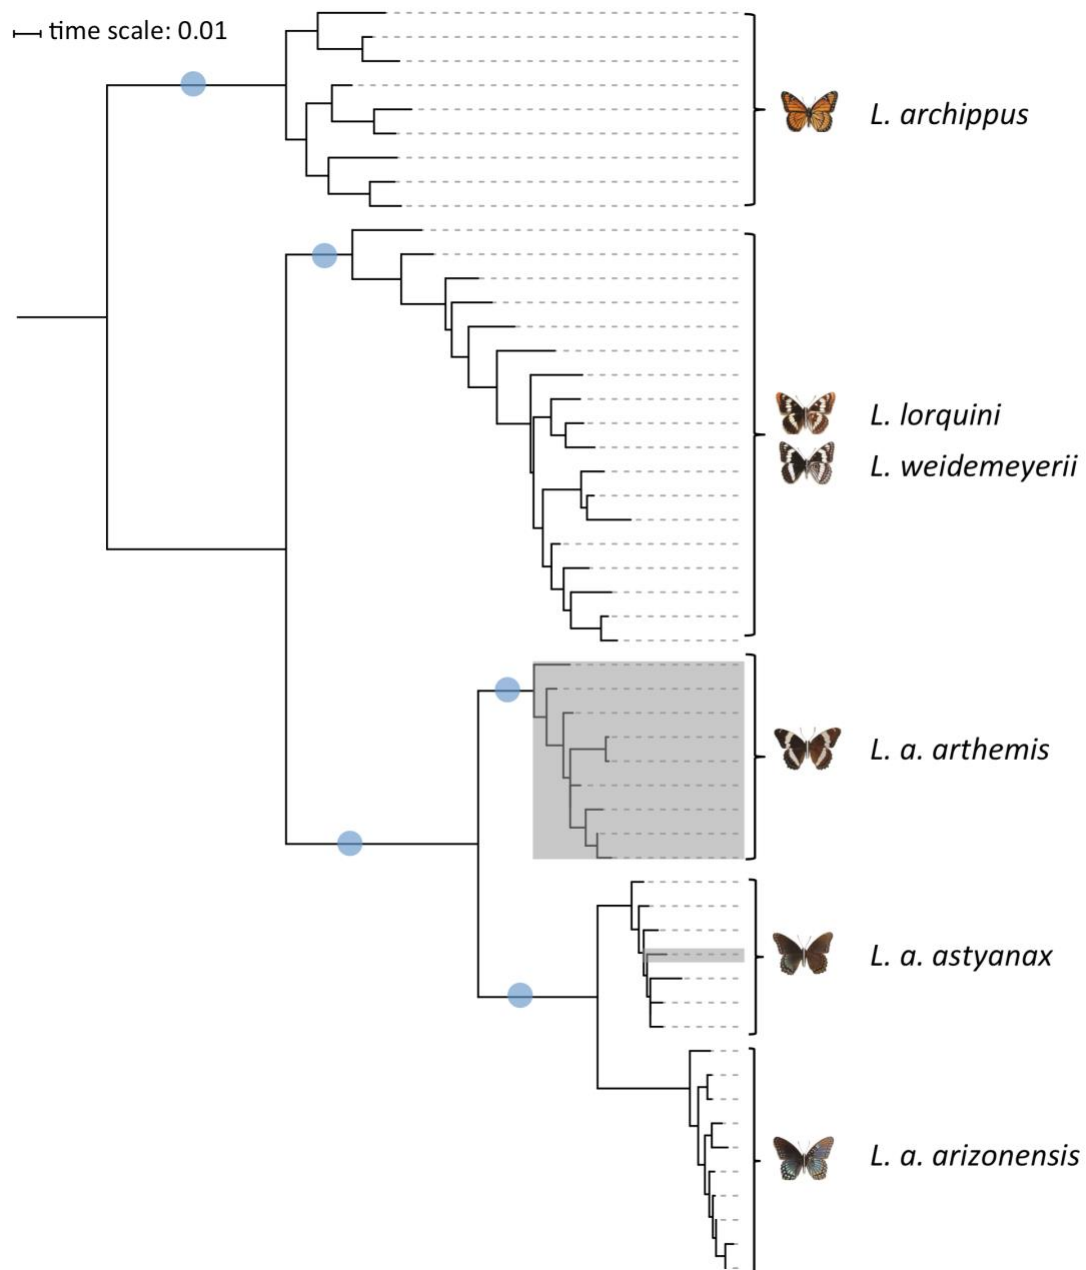 time scale: 0.01
L. archippus
L. lorquini
L. weidemeyerii
L. a. arthemis
L. a. astyanax
L. a. arizonensis